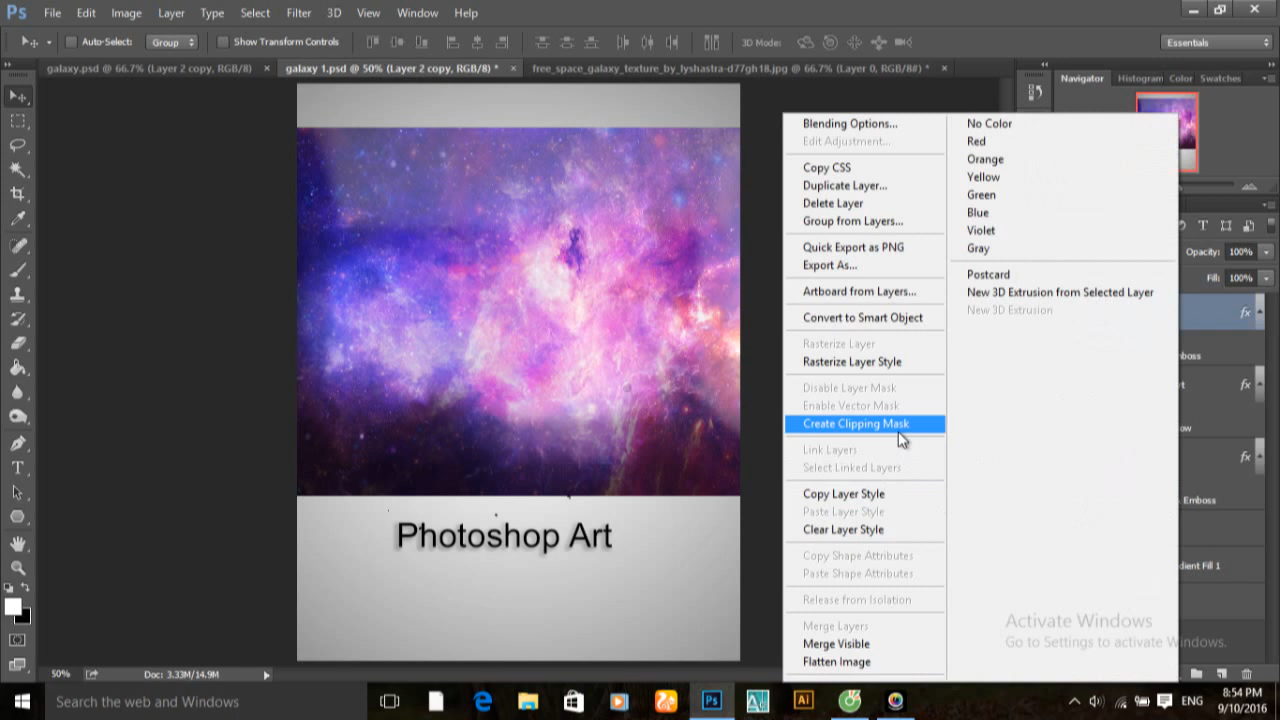 Ps File Edit Image Layer Type Select Filter 3D View Window Help
Auto-Select: Group Show Transform Controls 3D Mode: Essentials
galaxy.psd @ 66.7% (Layer 2 copy, RGB/8) × galaxy 1.psd @ 50% (Layer 2 copy, RGB/8) * × free_space_galaxy_texture_by_lyshastra-d77gh18.jpg @ 66.7% (Layer 0, RGB/8#) * ×
Navigator Histogram Color Swatches
Blending Options...
Edit Adjustment...
Copy CSS
Duplicate Layer...
Delete Layer
Group from Layers...
Quick Export as PNG
Export As...
Artboard from Layers...
Convert to Smart Object
Rasterize Layer
Rasterize Layer Style
Disable Layer Mask
Enable Vector Mask
Create Clipping Mask
Link Layers
Select Linked Layers
Copy Layer Style
Paste Layer Style
Clear Layer Style
Copy Shape Attributes
Paste Shape Attributes
Release from Isolation
Merge Layers
Merge Visible
Flatten Image
No Color
Red
Orange
Yellow
Green
Blue
Violet
Gray
Postcard
New 3D Extrusion from Selected Layer
New 3D Extrusion
Opacity: 100%
Fill: 100%
fx
fx
fx
Photoshop Art
Activate Windows
Go to Settings to activate Windows.
50% Doc: 3.33M/14.9M
Search the web and Windows
Ps Ai
ENG
8:54 PM
9/10/2016